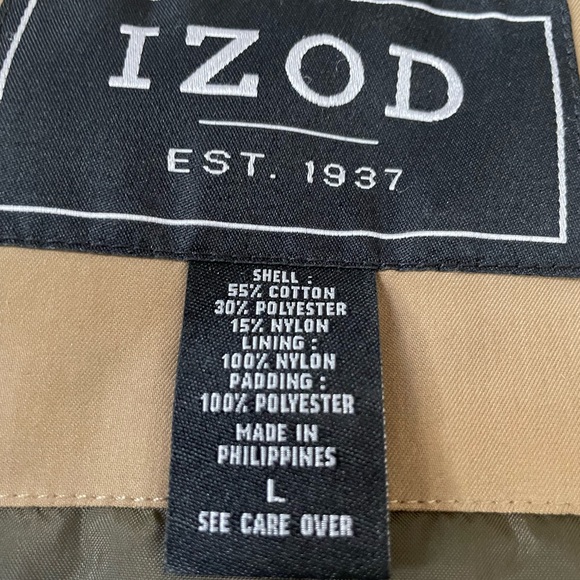 IZOD
EST. 1937
SHELL :
55% COTTON
30% POLYESTER
15% NYLON
LINING :
100% NYLON
PADDING :
100% POLYESTER
MADE IN
PHILIPPINES
L
SEE CARE OVER